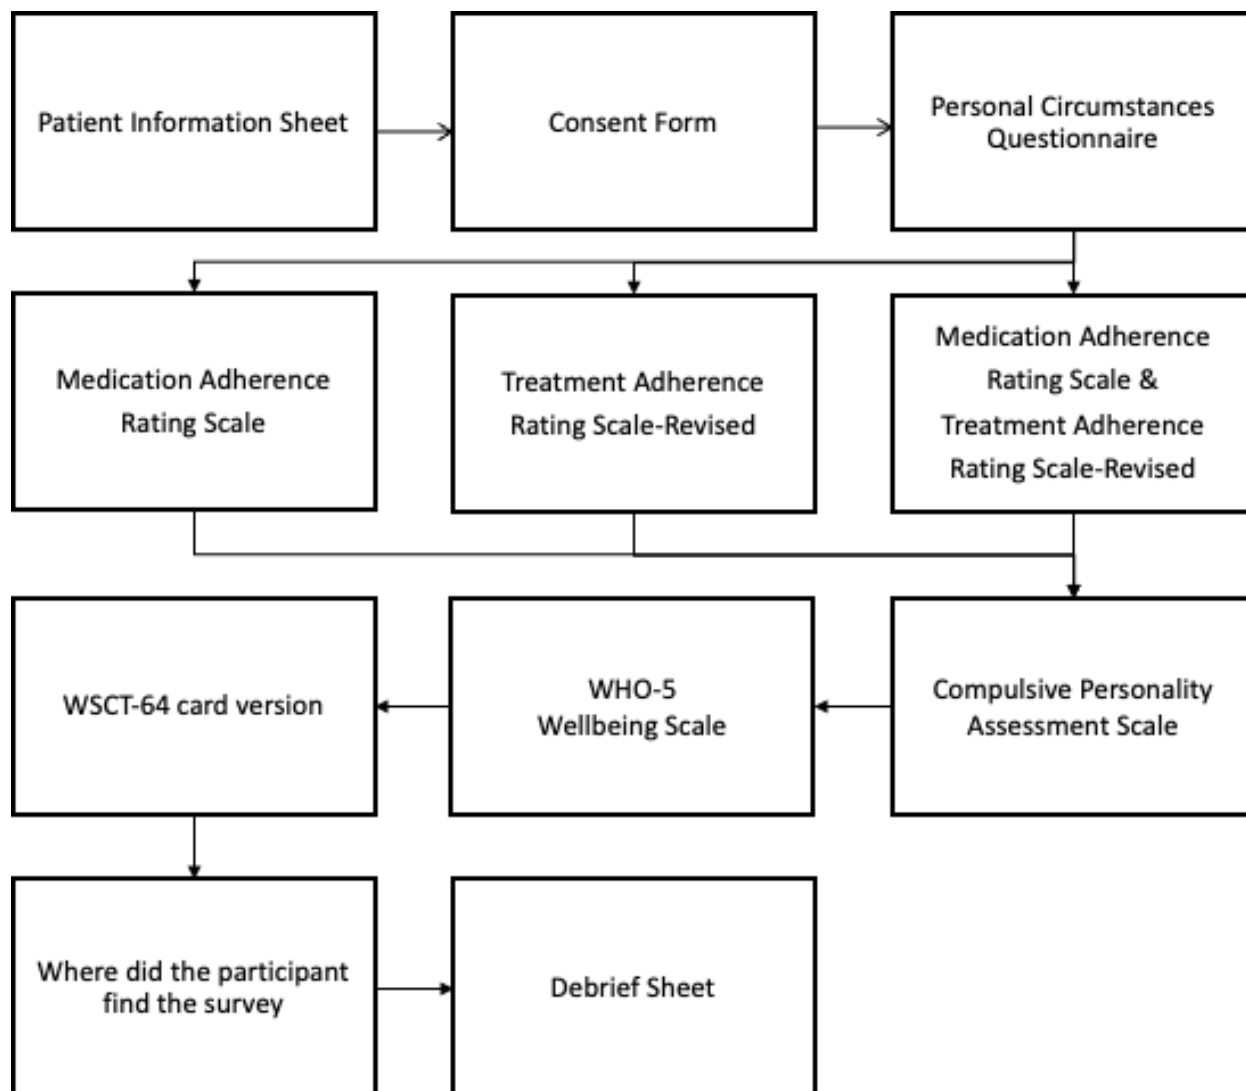 Patient Information Sheet
Consent Form
Personal Circumstances
Questionnaire
Medication Adherence
Rating Scale
Treatment Adherence
Rating Scale-Revised
Medication Adherence
Rating Scale &
Treatment Adherence
Rating Scale-Revised
WSCT-64 card version
WHO-5
Wellbeing Scale
Compulsive Personality
Assessment Scale
Where did the participant
find the survey
Debrief Sheet